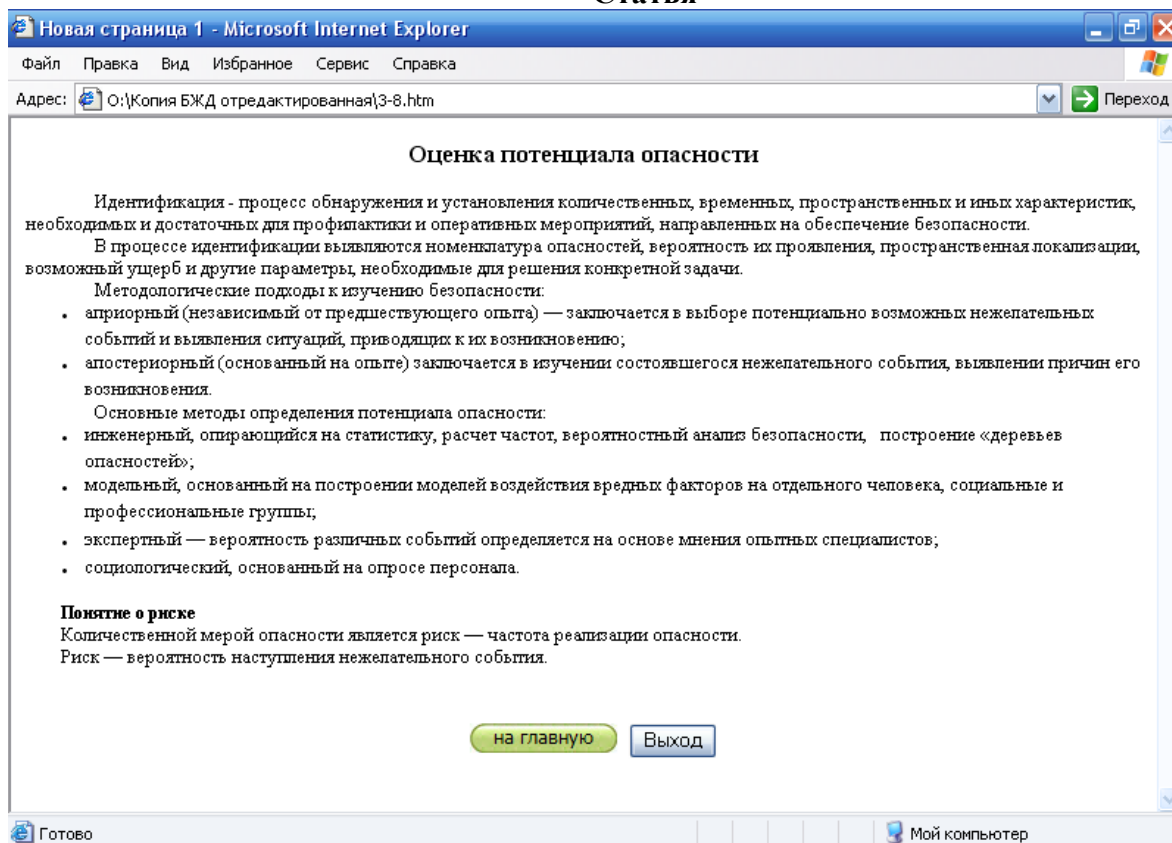 Статья
Новая страница 1 - Microsoft Internet Explorer
Файл Правка Вид Избранное Сервис Справка
Адрес: O:\Копия БЖД отредактированная\3-8.htm Переход
Оценка потенциала опасности
Идентификация - процесс обнаружения и установления количественных, временных, пространственных и иных характеристик,
необходимых и достаточных для профилактики и оперативных мероприятий, направленных на обеспечение безопасности.
В процессе идентификации выявляются номенклатура опасностей, вероятность их проявления, пространственная локализации,
возможный ущерб и другие параметры, необходимые для решения конкретной задачи.
Методологические подходы к изучению безопасности:
• априорный (независимый от предшествующего опыта) — заключается в выборе потенциально возможных нежелательных
событий и выявления ситуаций, приводящих к их возникновению;
• апостериорный (основанный на опыте) заключается в изучении состоявшегося нежелательного события, выявлении причин его
возникновения.
Основные методы определения потенциала опасности:
• инженерный, опирающийся на статистику, расчет частот, вероятностный анализ безопасности, построение «деревьев
опасностей»;
• модельный, основанный на построении моделей воздействия вредных факторов на отдельного человека, социальные и
профессиональные группы;
• экспертный — вероятность различных событий определяется на основе мнения опытных специалистов;
• социологический, основанный на опросе персонала.
Понятие о риске
Количественной мерой опасности является риск — частота реализации опасности.
Риск — вероятность наступления нежелательного события.
на главную Выход
Готово Мой компьютер